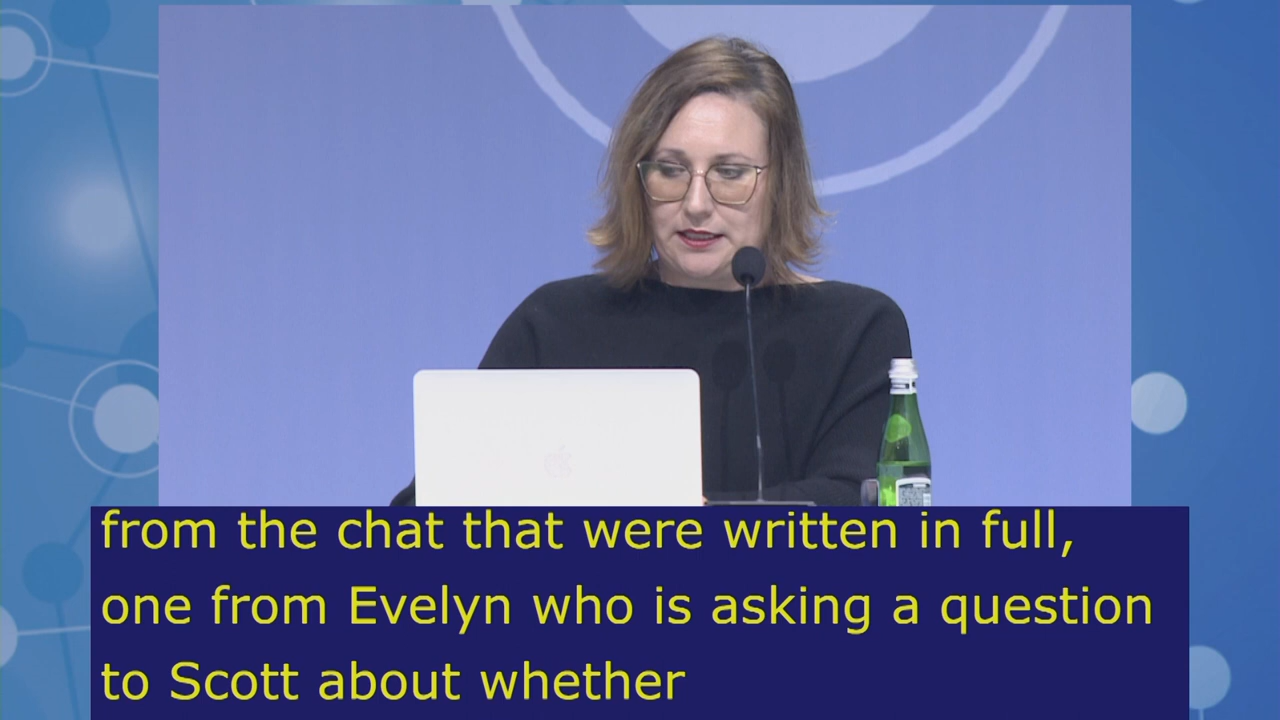 from the chat that were written in full,
one from Evelyn who is asking a question
to Scott about whether